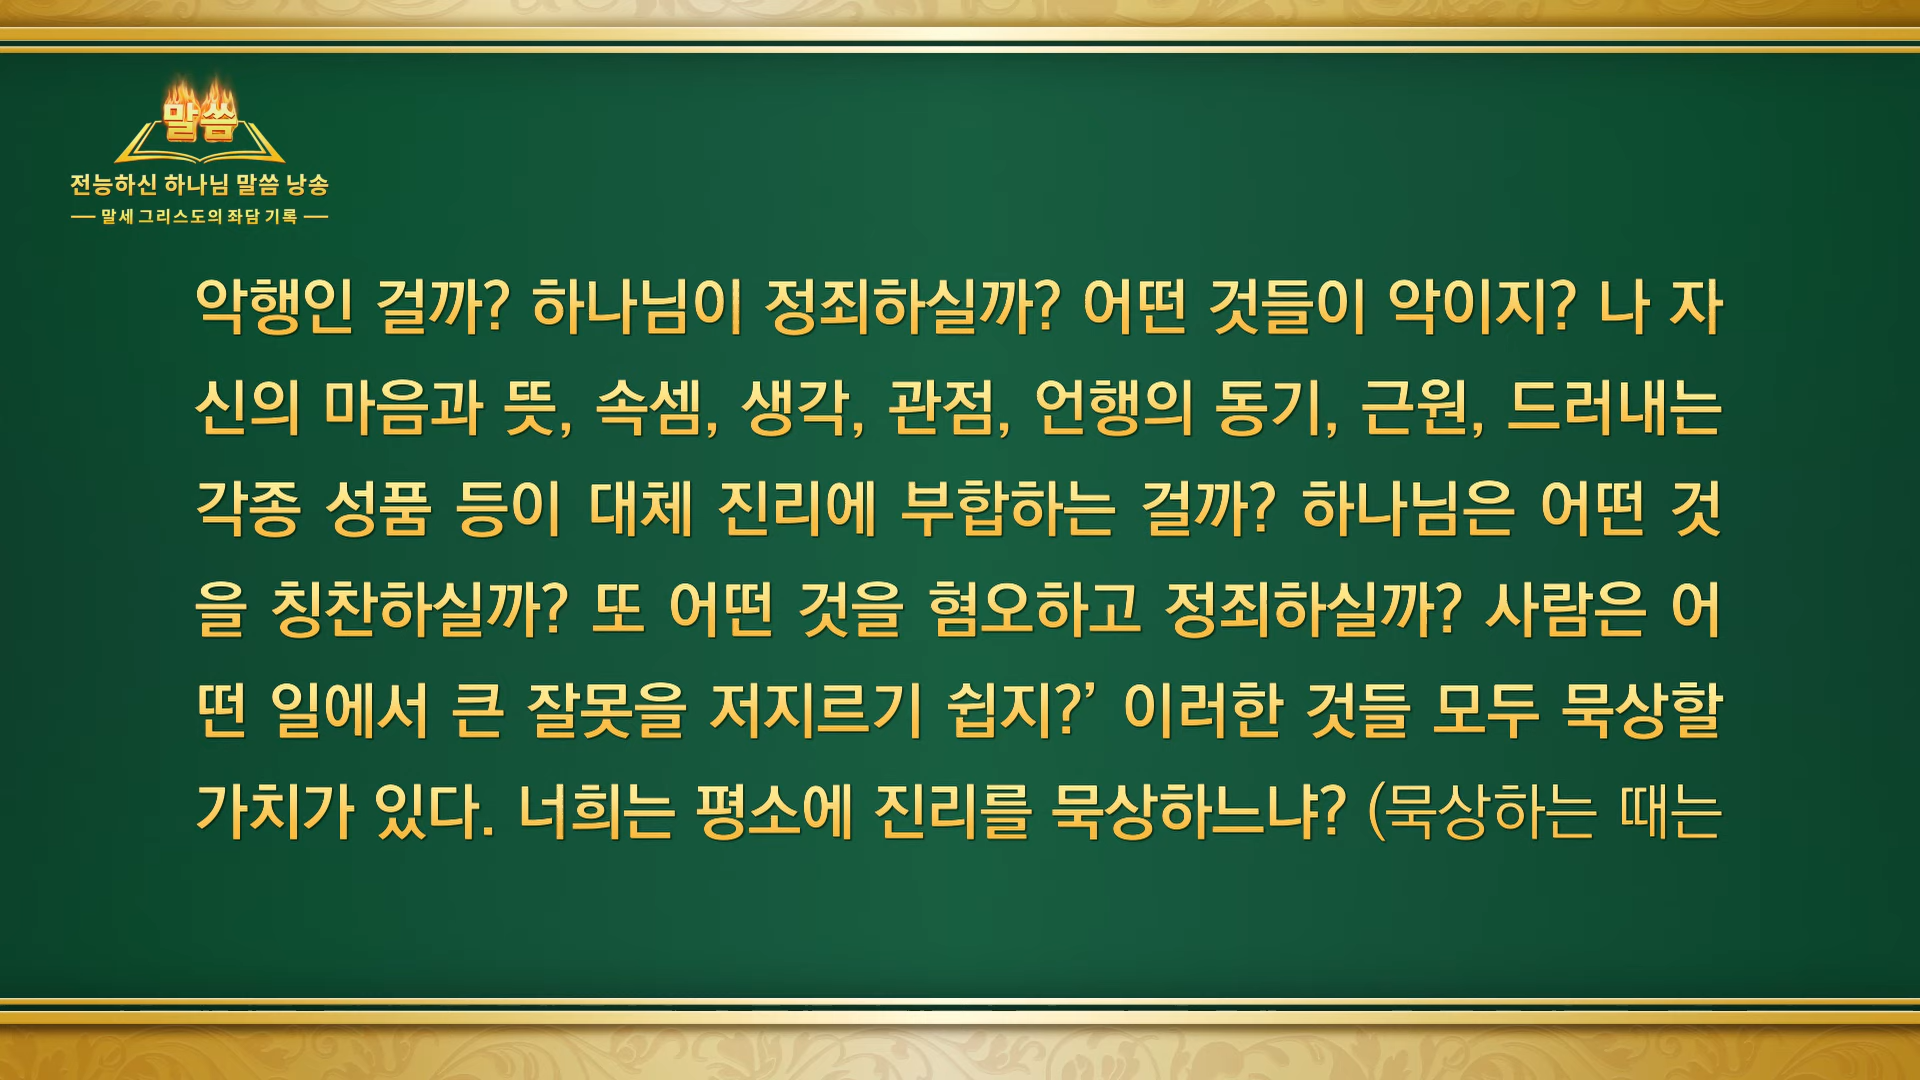 말씀
전능하신 하나님 말씀 낭송
— 말세 그리스도의 좌담 기록 —
악행인 걸까? 하나님이 정죄하실까? 어떤 것들이 악이지? 나 자
신의 마음과 뜻, 속셈, 생각, 관점, 언행의 동기, 근원, 드러내는
각종 성품 등이 대체 진리에 부합하는 걸까? 하나님은 어떤 것
을 칭찬하실까? 또 어떤 것을 혐오하고 정죄하실까? 사람은 어
떤 일에서 큰 잘못을 저지르기 쉽지?’ 이러한 것들 모두 묵상할
가치가 있다. 너희는 평소에 진리를 묵상하느냐? (묵상하는 때는